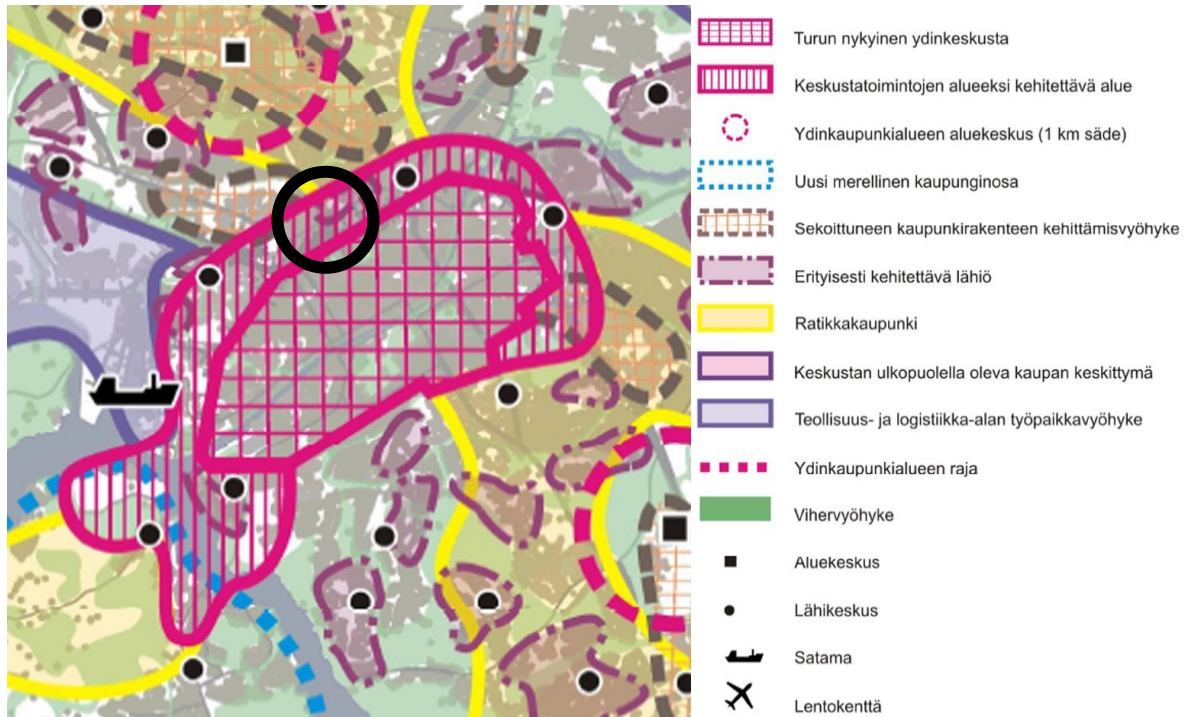 Turun nykyinen ydinkeskusta
Keskustatoimintojen alueeksi kehitettävä alue
Ydinkaupunkialueen aluekeskus (1 km säde)
Uusi merellinen kaupunginosa
Sekoittuneen kaupunkirakenteen kehittämisvyöhyke
Erityisesti kehitettävä lähiö
Ratikkakaupunki
Keskustan ulkopuolella oleva kaupan keskittymä
Teollisuus- ja logistiikka-alan työpaikkavyöhyke
Ydinkaupunkialueen raja
Vihervyöhyke
Aluekeskus
Lähikeskus
Satama
Lentokenttä